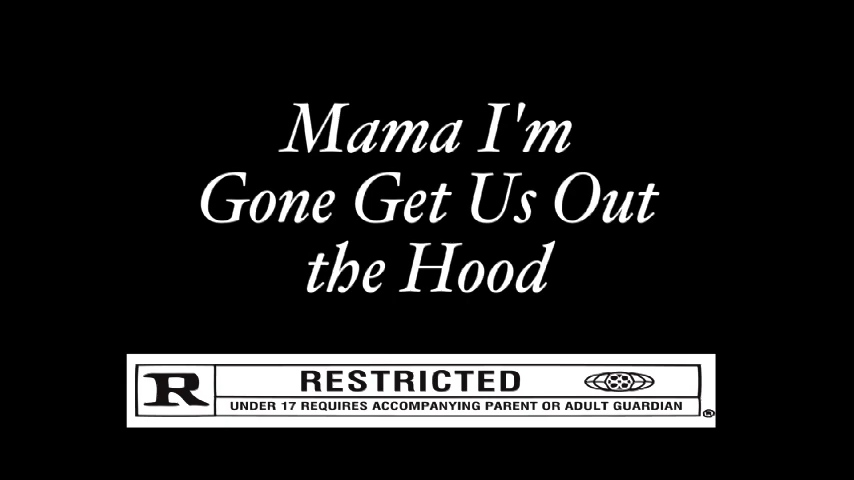 Mama I'm
Gone Get Us Out
the Hood
R
RESTRICTED
UNDER 17 REQUIRES ACCOMPANYING PARENT OR ADULT GUARDIAN
®